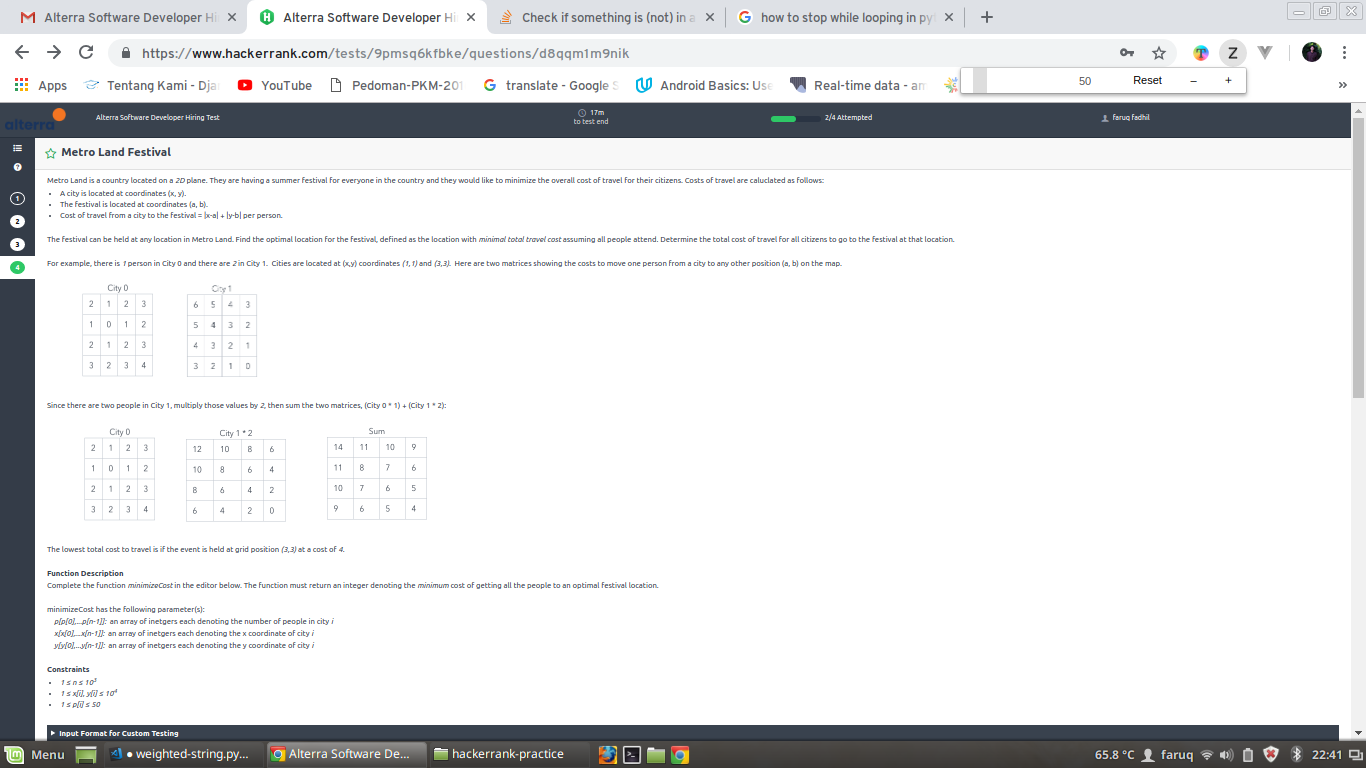 Alterra Software Developer Hi
Alterra Software Developer Hi
Check if something is (not) in a
how to stop while looping in py
https://www.hackerrank.com/tests/9pmsq6kfbke/questions/d8qqm1m9nik
Z
Apps
Tentang Kami - Dja
YouTube
Pedoman-PKM-201
translate - Google S
Android Basics: Use
Real-time data - am
50 Reset – +
»
alterra
Alterra Software Developer Hiring Test
17m
to test end
2/4 Attempted
faruq fadhil
1
2
3
4
Metro Land Festival
Metro Land is a country located on a 2D plane. They are having a summer festival for everyone in the country and they would like to minimize the overall cost of travel for their citizens. Costs of travel are caluclated as follows:
• A city is located at coordinates (x, y).
• The festival is located at coordinates (a, b).
• Cost of travel from a city to the festival = |x-a| + |y-b| per person.
The festival can be held at any location in Metro Land. Find the optimal location for the festival, defined as the location with minimal total travel cost assuming all people attend. Determine the total cost of travel for all citizens to go to the festival at that location.
For example, there is 1 person in City 0 and there are 2 in City 1. Cities are located at (x,y) coordinates (1,1) and (3,3). Here are two matrices showing the costs to move one person from a city to any other position (a, b) on the map.
City 0
2 1 2 3
1 0 1 2
2 1 2 3
3 2 3 4
City 1
6 5 4 3
5 4 3 2
4 3 2 1
3 2 1 0
Since there are two people in City 1, multiply those values by 2, then sum the two matrices, (City 0 * 1) + (City 1 * 2):
City 0
2 1 2 3
1 0 1 2
2 1 2 3
3 2 3 4
City 1 * 2
12 10 8 6
10 8 6 4
8 6 4 2
6 4 2 0
Sum
14 11 10 9
11 8 7 6
10 7 6 5
9 6 5 4
The lowest total cost to travel is if the event is held at grid position (3,3) at a cost of 4.
Function Description
Complete the function minimizeCost in the editor below. The function must return an integer denoting the minimum cost of getting all the people to an optimal festival location.
minimizeCost has the following parameter(s):
p[p[0],...p[n-1]]: an array of inetgers each denoting the number of people in city i
x[x[0],...x[n-1]]: an array of inetgers each denoting the x coordinate of city i
y[y[0],...y[n-1]]: an array of inetgers each denoting the y coordinate of city i
Constraints
• 1 ≤ n ≤ 10³
• 1 ≤ x[i], y[i] ≤ 10⁴
• 1 ≤ p[i] ≤ 50
Input Format for Custom Testing
Menu
• weighted-string.py...
Alterra Software De...
hackerrank-practice
65.8 °C
faruq
22:41